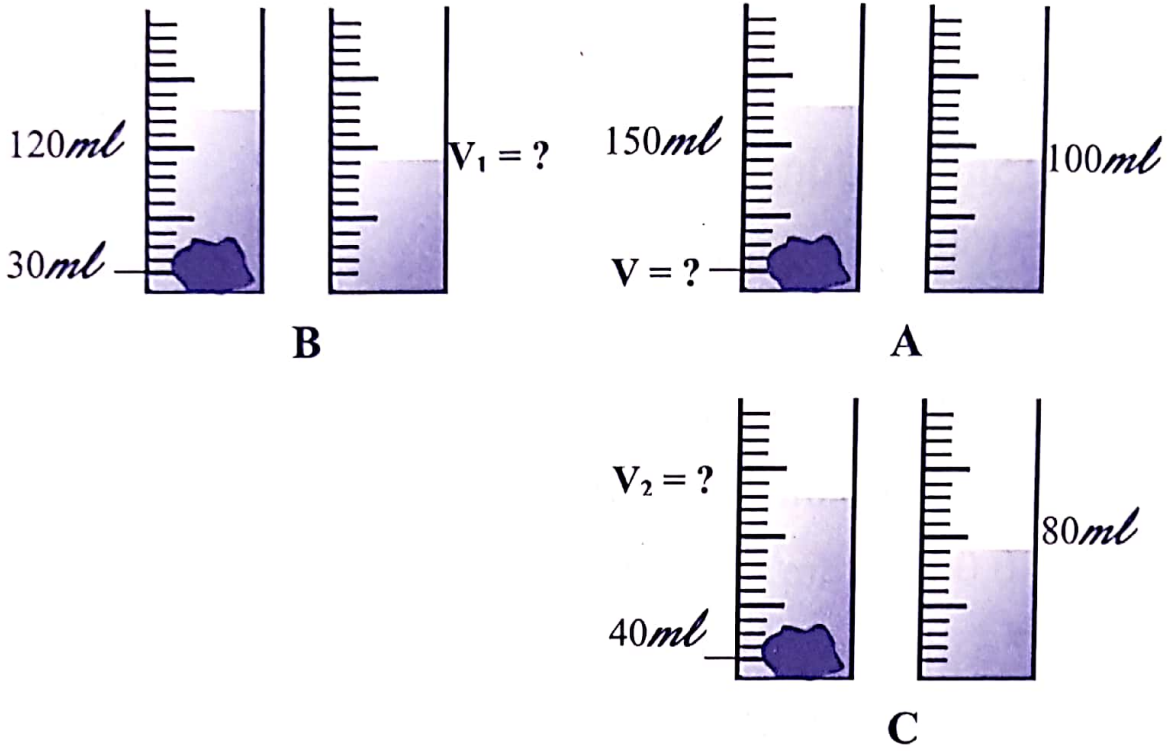 120ml
V₁ = ?
30ml
B
150ml
100ml
V = ?
A
V₂ = ?
80ml
40ml
C